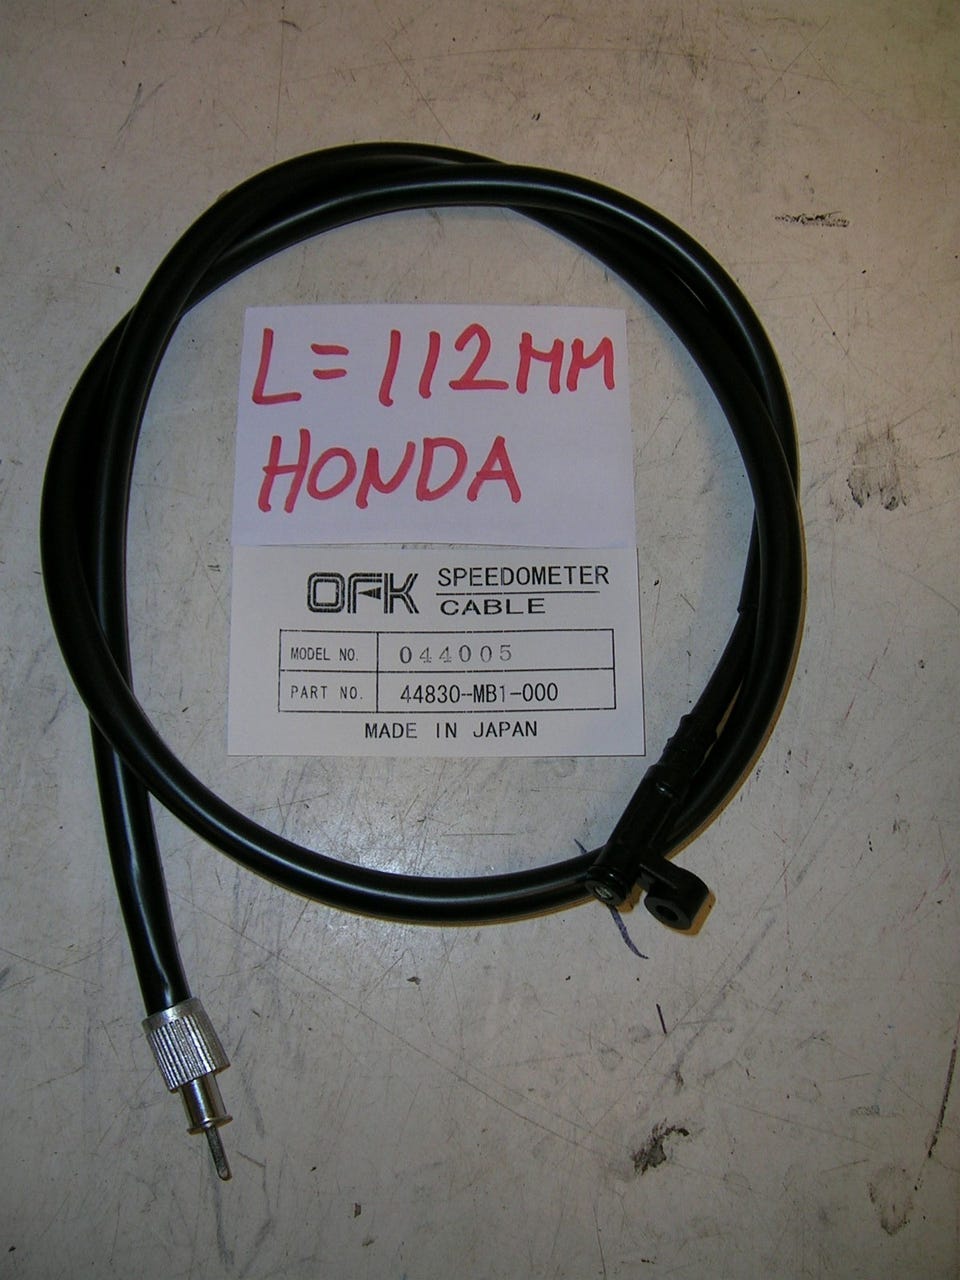 L=112MM
HONDA
OFK SPEEDOMETER
CABLE
MODEL NO. 044005
PART NO. 44830-MB1-000
MADE IN JAPAN